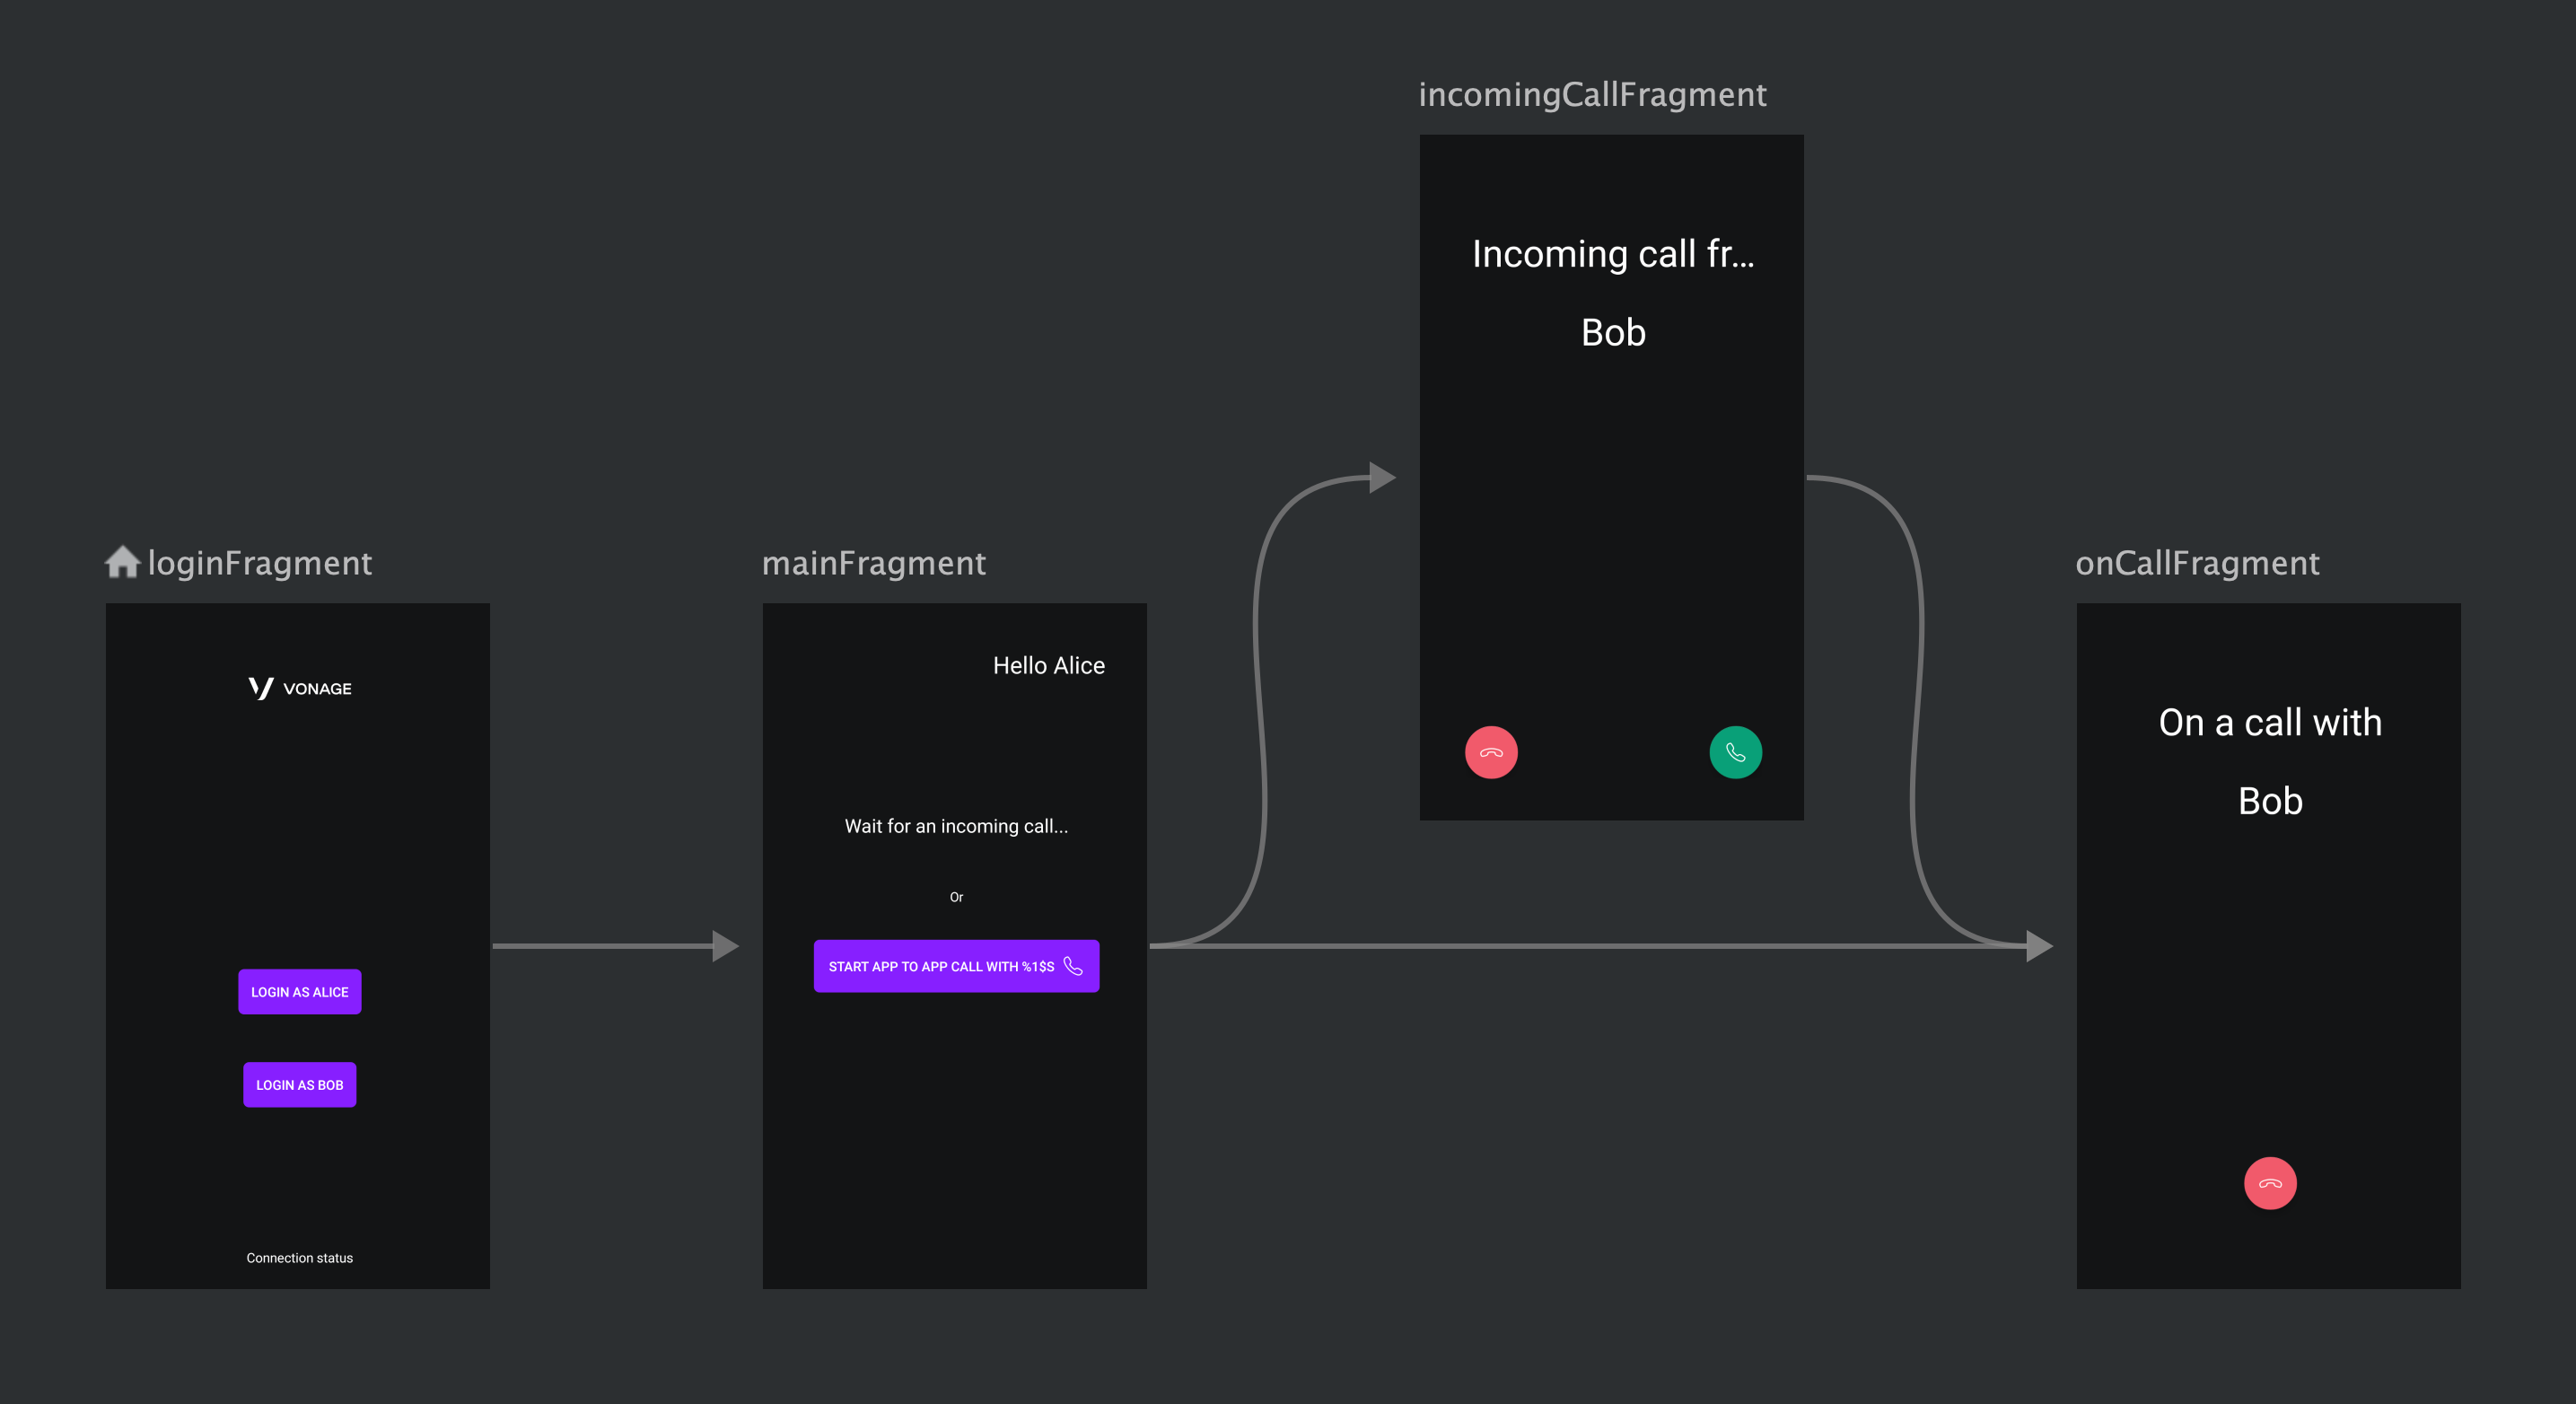 incomingCallFragment
Incoming call fr...
Bob
loginFragment
VONAGE
LOGIN AS ALICE
LOGIN AS BOB
Connection status
mainFragment
Hello Alice
Wait for an incoming call...
Or
START APP TO APP CALL WITH %1$S
onCallFragment
On a call with
Bob